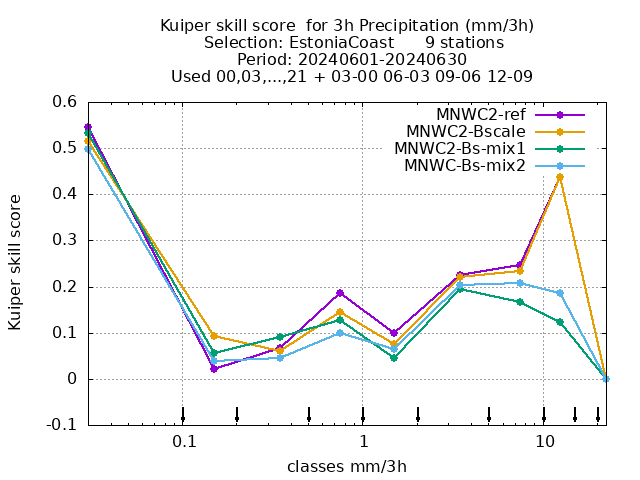 Kuiper skill score  for 3h Precipitation (mm/3h)
Selection: EstoniaCoast      9 stations
Period: 20240601-20240630
Used 00,03,...,21 + 03-00 06-03 09-06 12-09
MNWC2-ref
MNWC2-Bscale
MNWC2-Bs-mix1
MNWC-Bs-mix2
Kuiper skill score
0.6
0.5
0.4
0.3
0.2
0.1
0
-0.1
0.1 1 10
classes mm/3h